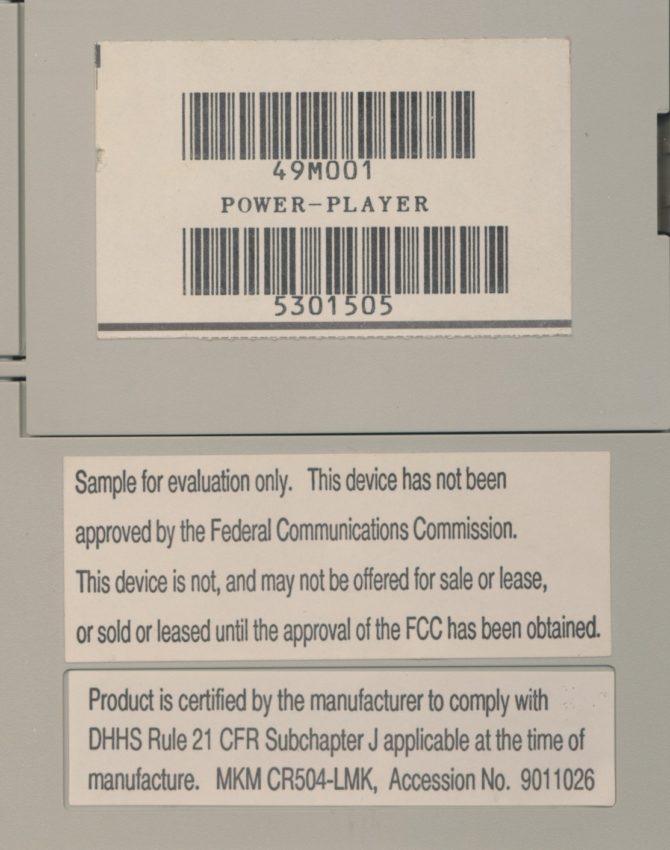 49M001
POWER-PLAYER
5301505
Sample for evaluation only. This device has not been
approved by the Federal Communications Commission.
This device is not, and may not be offered for sale or lease,
or sold or leased until the approval of the FCC has been obtained.
Product is certified by the manufacturer to comply with
DHHS Rule 21 CFR Subchapter J applicable at the time of
manufacture. MKM CR504-LMK, Accession No. 9011026